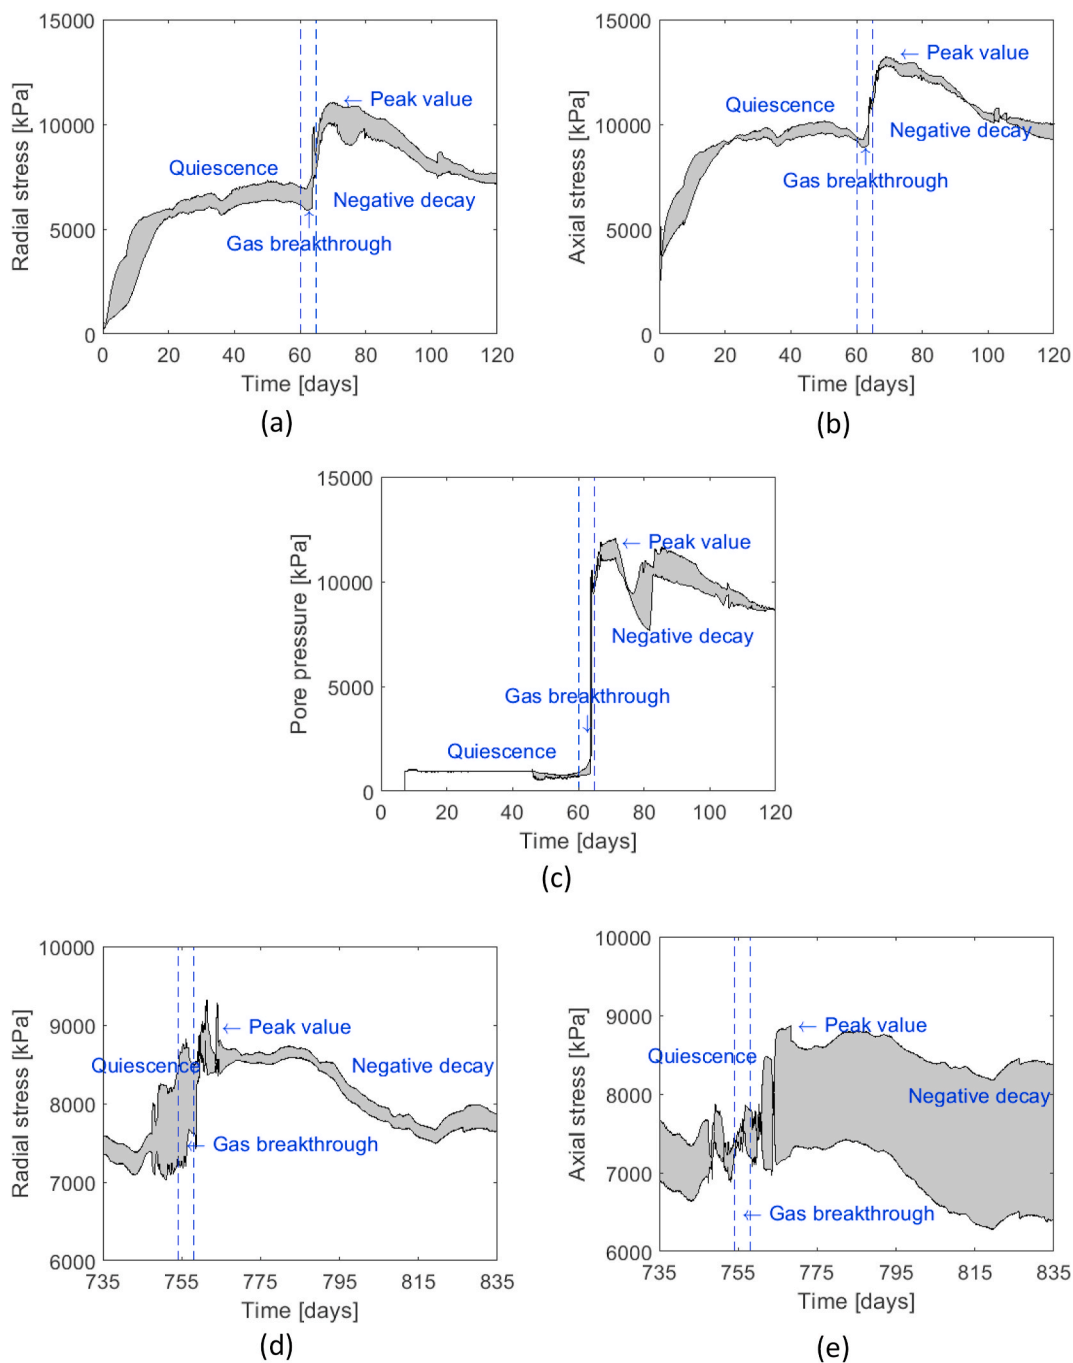 15000
10000
5000
0
Radial stress [kPa]
Peak value
Quiescence
Negative decay
Gas breakthrough
0 20 40 60 80 100 120
Time [days]
(a)
15000
10000
5000
0
Axial stress [kPa]
Peak value
Quiescence
Negative decay
Gas breakthrough
0 20 40 60 80 100 120
Time [days]
(b)
15000
10000
5000
0
Pore pressure [kPa]
Peak value
Negative decay
Gas breakthrough
Quiescence
0 20 40 60 80 100 120
Time [days]
(c)
10000
9000
8000
7000
6000
Radial stress [kPa]
Peak value
Quiescence
Negative decay
Gas breakthrough
735 755 775 795 815 835
Time [days]
(d)
10000
9000
8000
7000
6000
Axial stress [kPa]
Peak value
Quiescence
Negative decay
Gas breakthrough
735 755 775 795 815 835
Time [days]
(e)